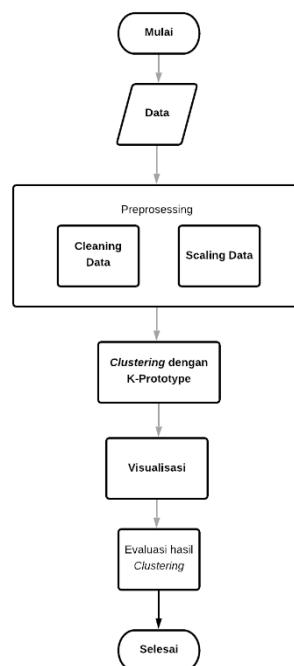 Mulai
Data
Preprosessing
Cleaning
Data
Scaling Data
Clustering dengan
K-Prototype
Visualisasi
Evaluasi hasil
Clustering
Selesai